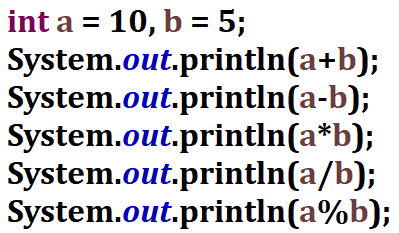 int a = 10, b = 5;
System.out.println(a+b);
System.out.println(a-b);
System.out.println(a*b);
System.out.println(a/b);
System.out.println(a%b);